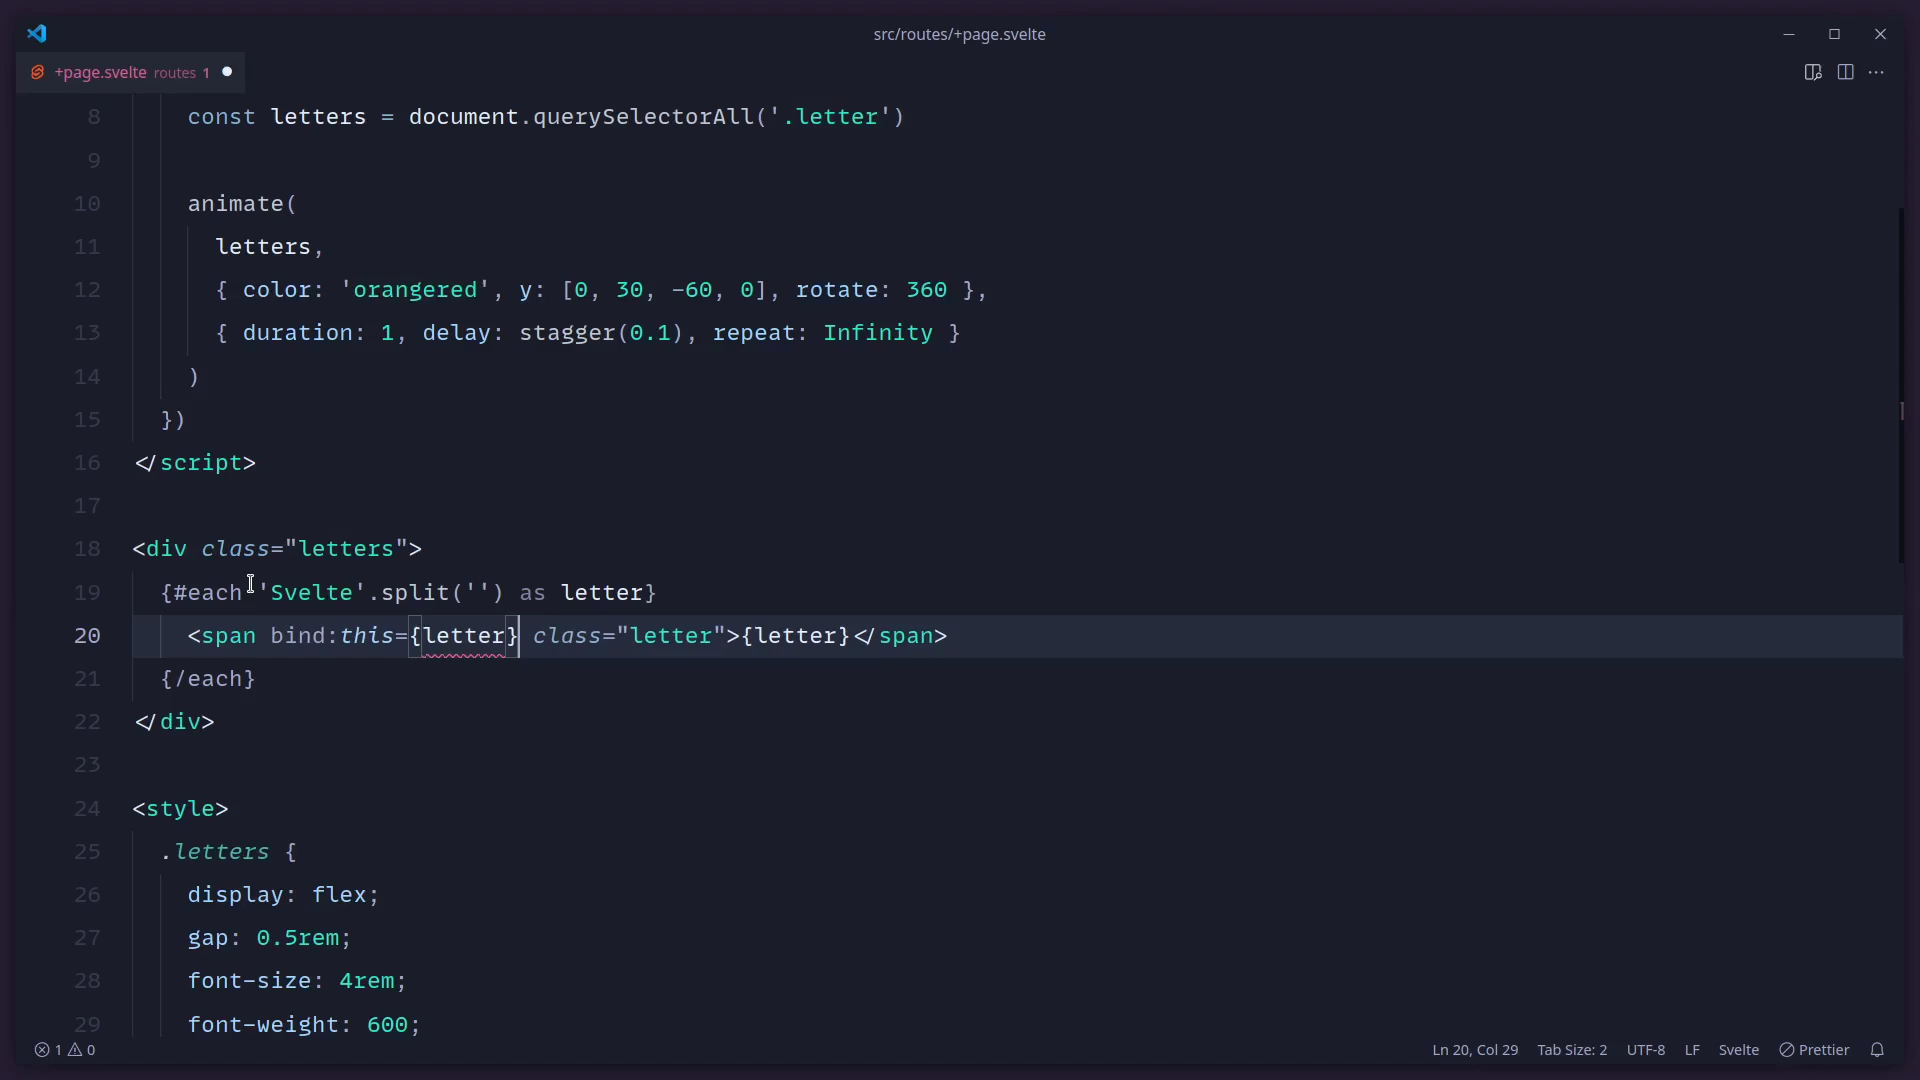 src/routes/+page.svelte
+page.svelte routes 1
8 const letters = document.querySelectorAll('.letter')
9
10 animate(
11 letters,
12 { color: 'orangered', y: [0, 30, -60, 0], rotate: 360 },
13 { duration: 1, delay: stagger(0.1), repeat: Infinity }
14 )
15 })
16 </script>
17
18 <div class="letters">
19 {#each 'Svelte'.split('') as letter}
20 <span bind:this={letter} class="letter">{letter}</span>
21 {/each}
22 </div>
23
24 <style>
25 .letters {
26 display: flex;
27 gap: 0.5rem;
28 font-size: 4rem;
29 font-weight: 600;
1 0 Ln 20, Col 29 Tab Size: 2 UTF-8 LF Svelte Prettier